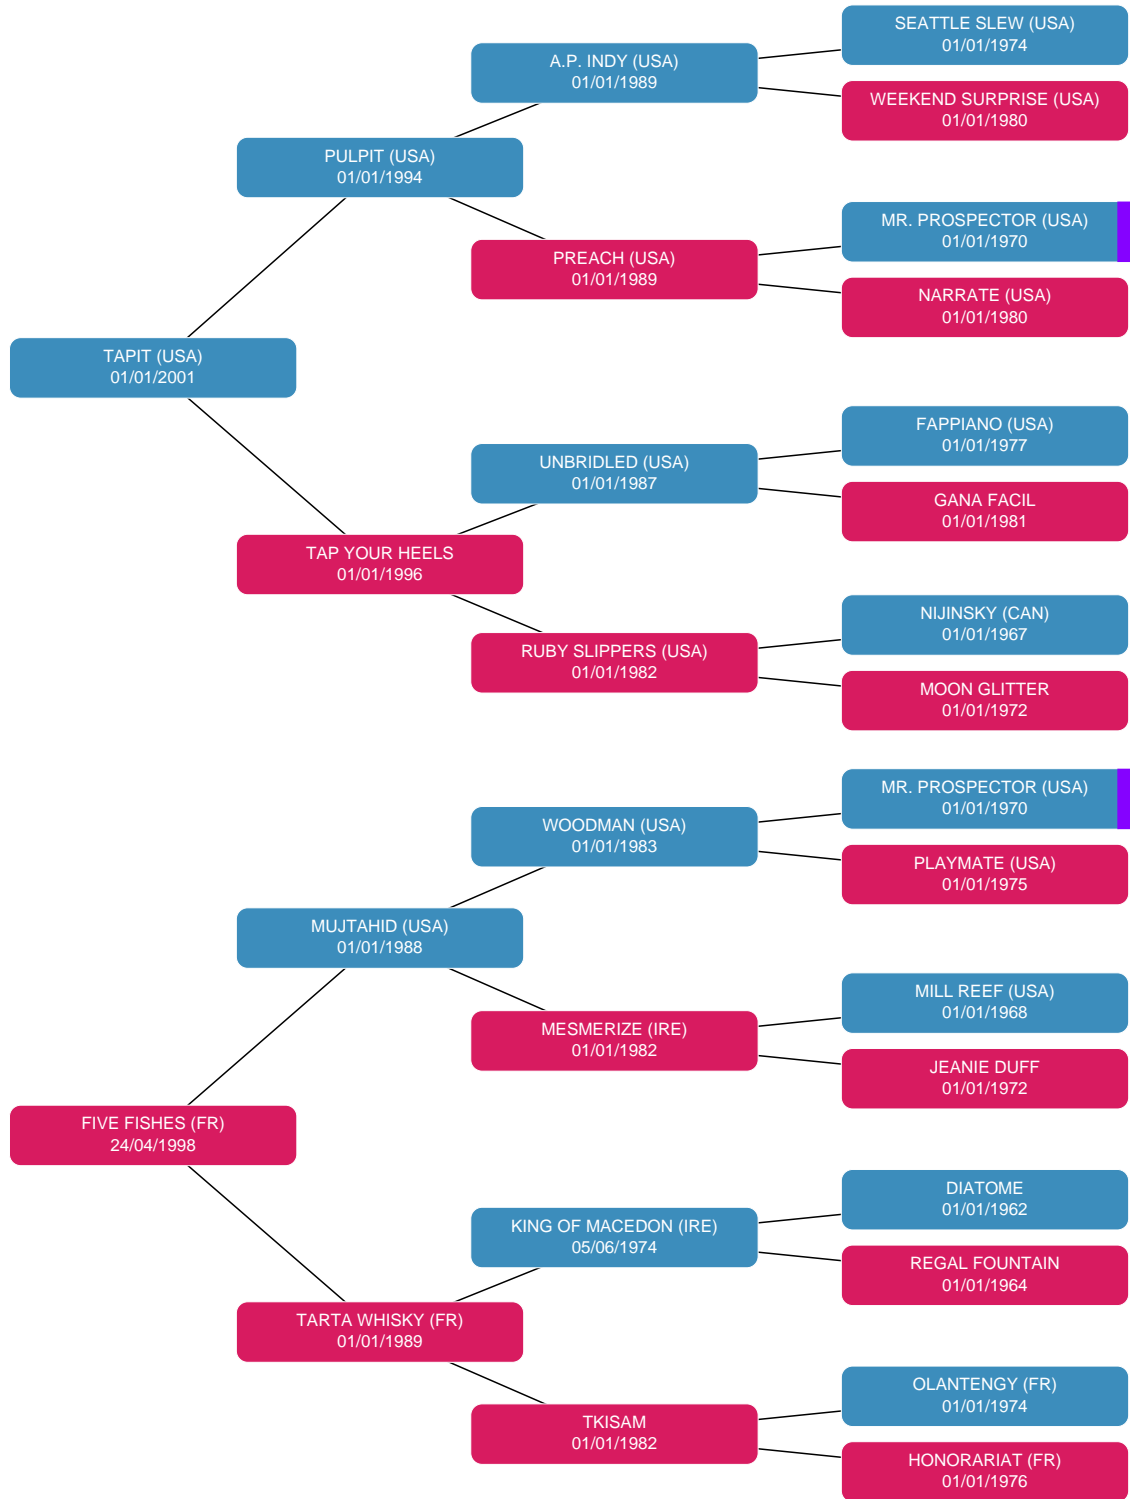 SEATTLE SLEW (USA)
01/01/1974
A.P. INDY (USA)
01/01/1989
WEEKEND SURPRISE (USA)
01/01/1980
PULPIT (USA)
01/01/1994
MR. PROSPECTOR (USA)
01/01/1970
PREACH (USA)
01/01/1989
NARRATE (USA)
01/01/1980
TAPIT (USA)
01/01/2001
FAPPIANO (USA)
01/01/1977
UNBRIDLED (USA)
01/01/1987
GANA FACIL
01/01/1981
TAP YOUR HEELS
01/01/1996
NIJINSKY (CAN)
01/01/1967
RUBY SLIPPERS (USA)
01/01/1982
MOON GLITTER
01/01/1972
MR. PROSPECTOR (USA)
01/01/1970
WOODMAN (USA)
01/01/1983
PLAYMATE (USA)
01/01/1975
MUJTAHID (USA)
01/01/1988
MILL REEF (USA)
01/01/1968
MESMERIZE (IRE)
01/01/1982
JEANIE DUFF
01/01/1972
FIVE FISHES (FR)
24/04/1998
DIATOME
01/01/1962
KING OF MACEDON (IRE)
05/06/1974
REGAL FOUNTAIN
01/01/1964
TARTA WHISKY (FR)
01/01/1989
OLANTENGY (FR)
01/01/1974
TKISAM
01/01/1982
HONORARIAT (FR)
01/01/1976